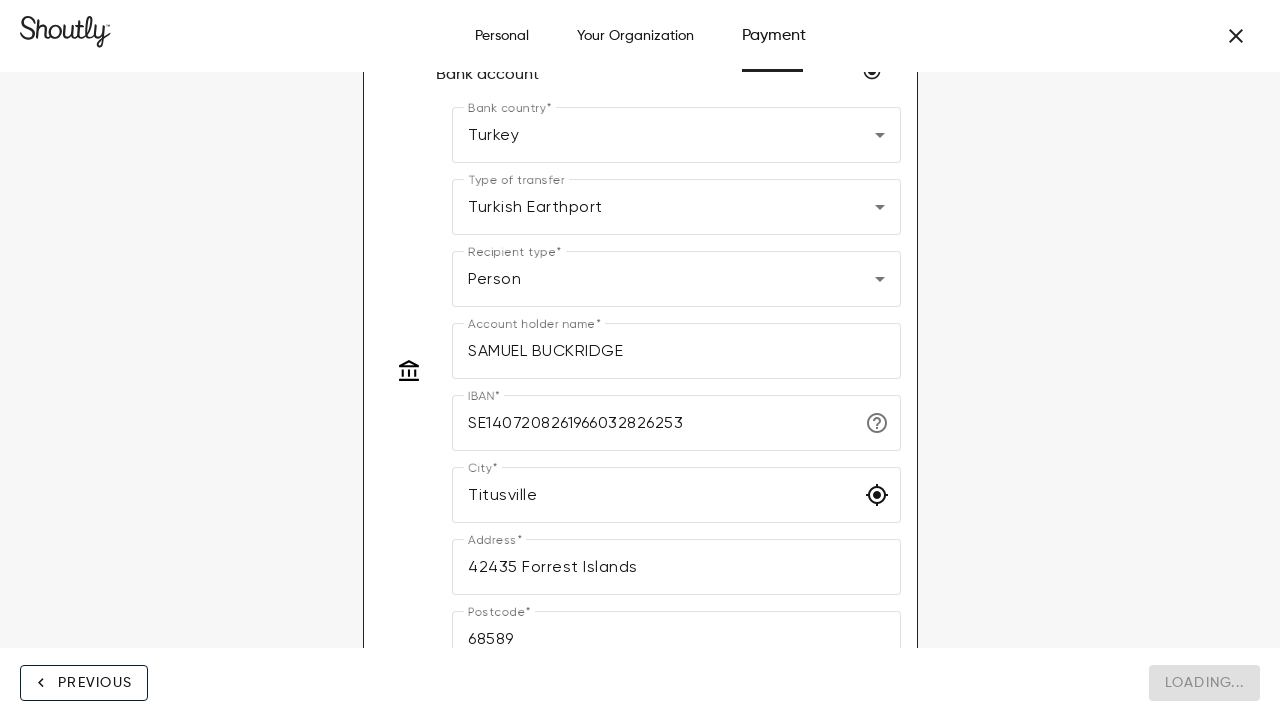 Shoutly
Personal
Your Organization
Payment
Bank account
Bank country*
Turkey
Type of transfer
Turkish Earthport
Recipient type*
Person
Account holder name*
SAMUEL BUCKRIDGE
IBAN*
SE1407208261966032826253
City*
Titusville
Address*
42435 Forrest Islands
Postcode*
68589
PREVIOUS
LOADING...